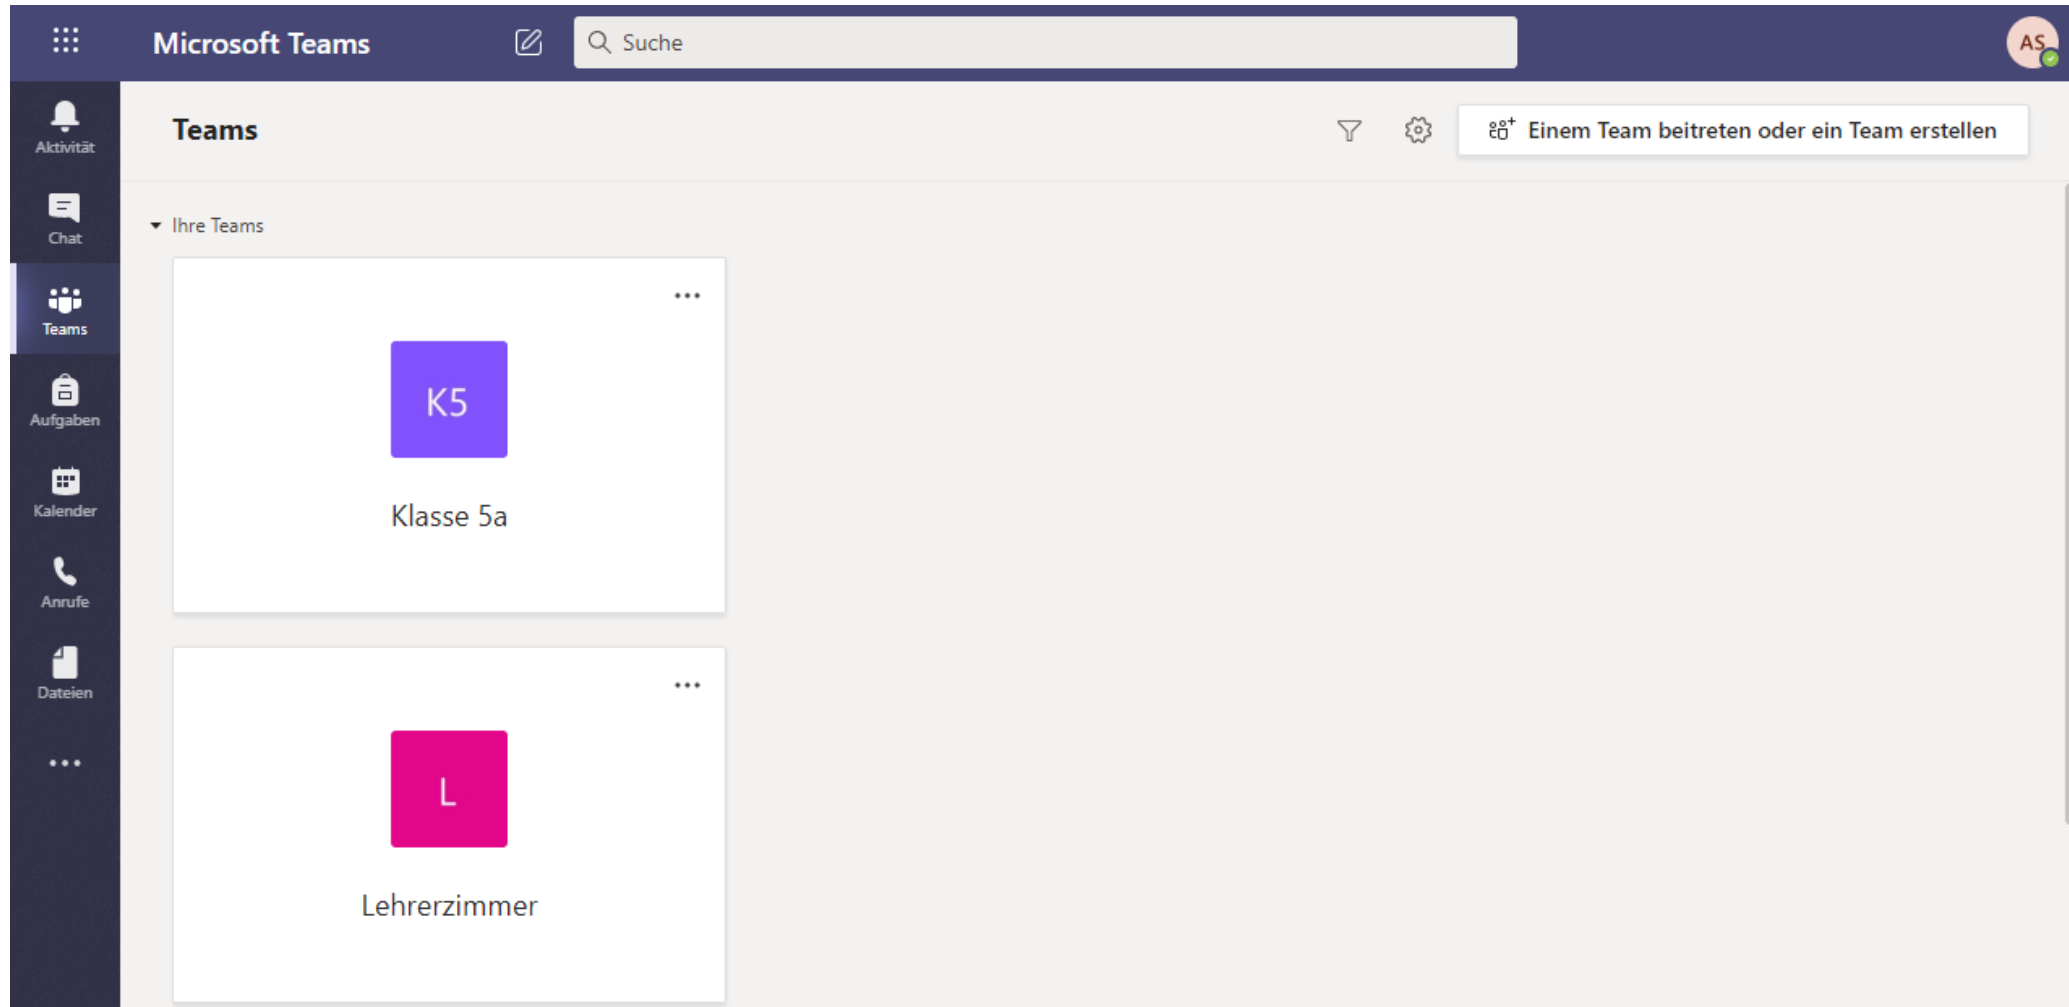 Microsoft Teams
Suche
AS
Aktivität
Chat
Teams
Aufgaben
Kalender
Anrufe
Dateien
Teams
Einem Team beitreten oder ein Team erstellen
Ihre Teams
K5
Klasse 5a
L
Lehrerzimmer